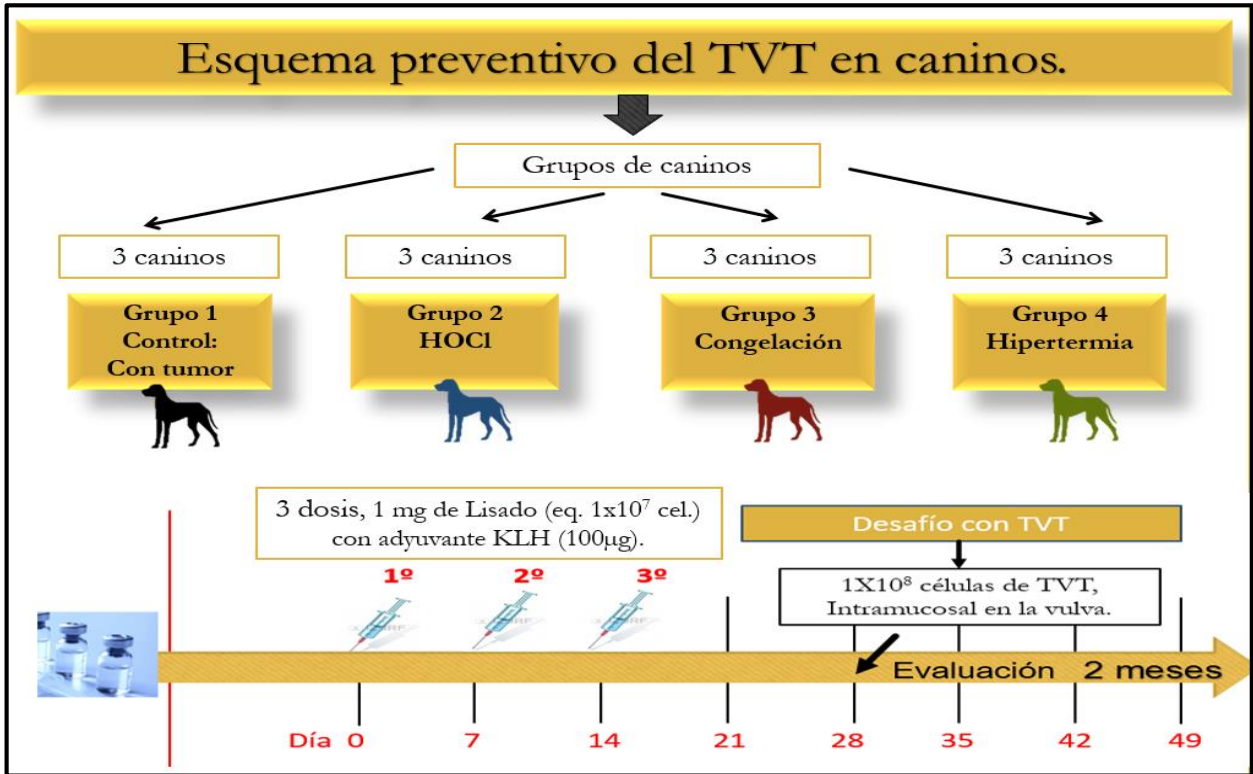 Esquema preventivo del TVT en caninos.
Grupos de caninos
3 caninos
3 caninos
3 caninos
3 caninos
Grupo 1
Control:
Con tumor
Grupo 2
HOCl
Grupo 3
Congelación
Grupo 4
Hipertermia
3 dosis, 1 mg de Lisado (eq. 1x10⁷ cel.)
con adyuvante KLH (100µg).
1º 2º 3º
Desafío con TVT
1X10⁸ células de TVT,
Intramucosal en la vulva.
Evaluación 2 meses
Día 0 7 14 21 28 35 42 49